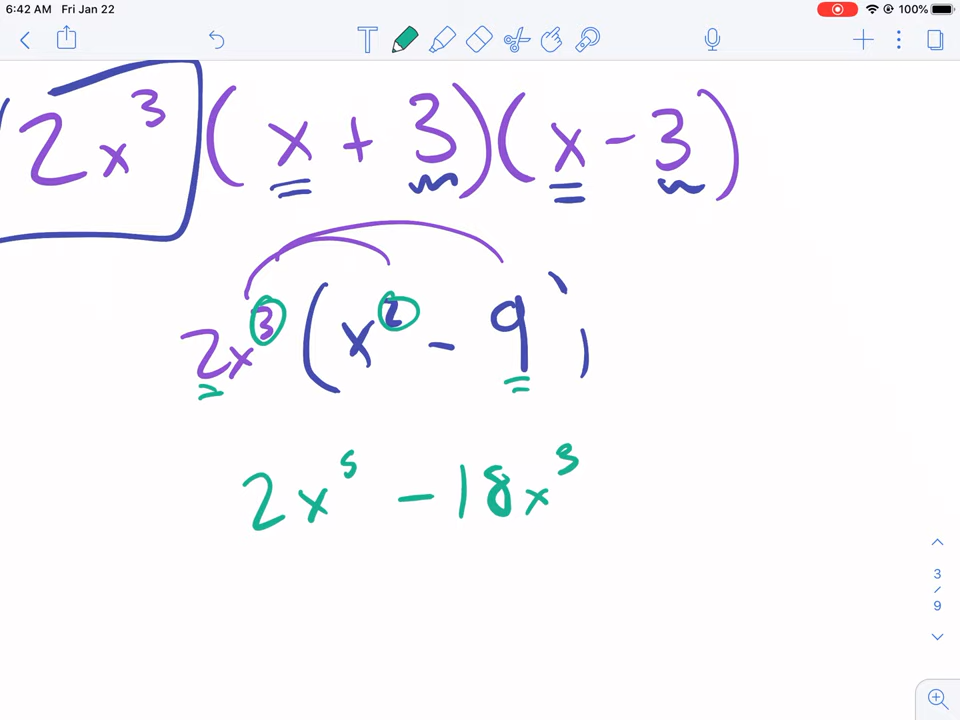 6:42 AM Fri Jan 22 100%
T
2x³(x + 3)(x - 3)
2x³(x² - 9)
2x⁵ - 18x³
3
/
9